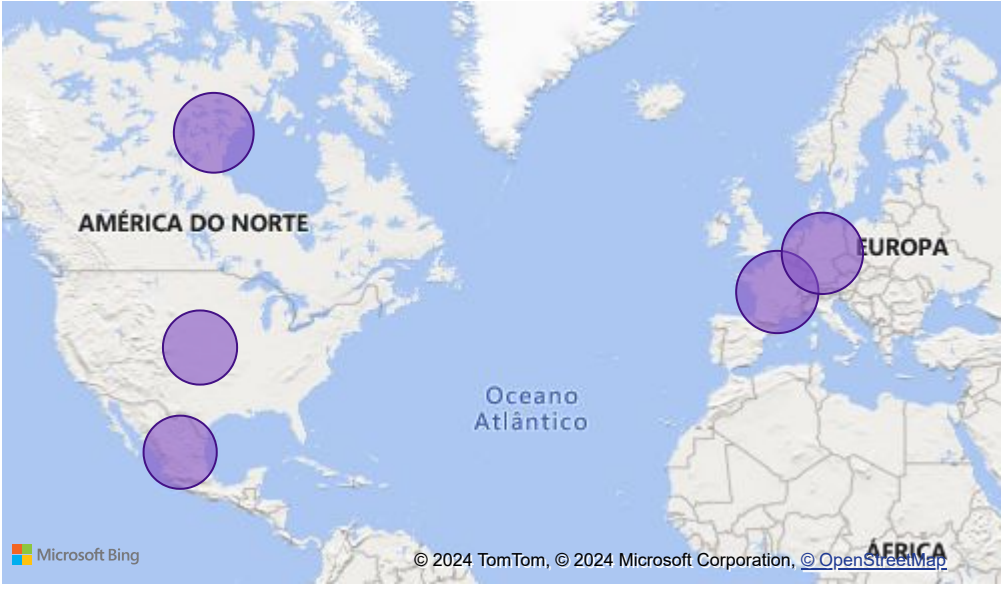 AMÉRICA DO NORTE
EUROPA
Oceano
Atlântico
ÁFRICA
Microsoft Bing
© 2024 TomTom, © 2024 Microsoft Corporation, © OpenStreetMap